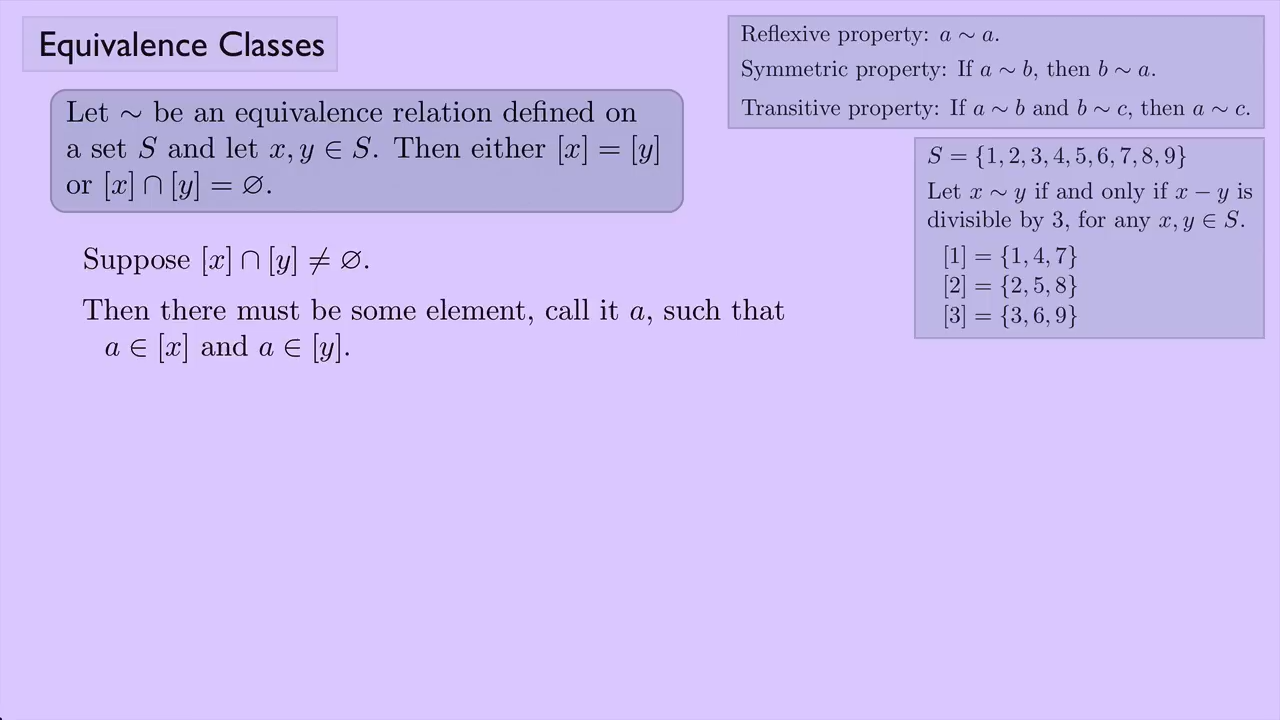 Equivalence Classes
Let ∼ be an equivalence relation defined on
a set S and let x, y ∈ S. Then either [x] = [y]
or [x] ∩ [y] = ∅.
Suppose [x] ∩ [y] ≠ ∅.
Then there must be some element, call it a, such that
a ∈ [x] and a ∈ [y].
Reflexive property: a ∼ a.
Symmetric property: If a ∼ b, then b ∼ a.
Transitive property: If a ∼ b and b ∼ c, then a ∼ c.
S = {1, 2, 3, 4, 5, 6, 7, 8, 9}
Let x ∼ y if and only if x − y is
divisible by 3, for any x, y ∈ S.
[1] = {1, 4, 7}
[2] = {2, 5, 8}
[3] = {3, 6, 9}